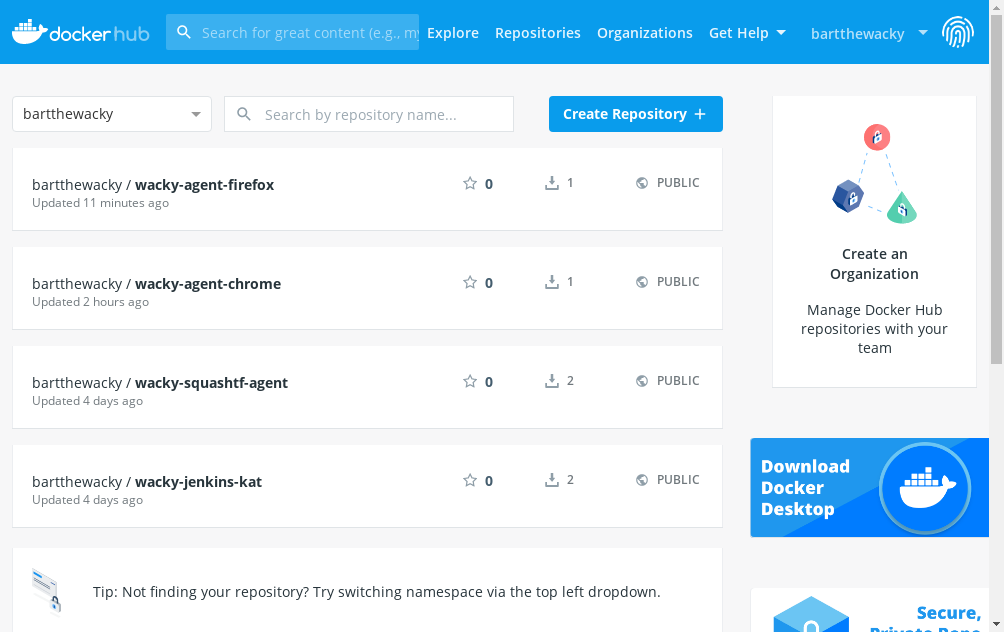 docker hub
Search for great content (e.g., my
Explore
Repositories
Organizations
Get Help
bartthewacky
bartthewacky
Search by repository name...
Create Repository +
bartthewacky / wacky-agent-firefox
Updated 11 minutes ago
0
1
PUBLIC
bartthewacky / wacky-agent-chrome
Updated 2 hours ago
0
1
PUBLIC
bartthewacky / wacky-squashtf-agent
Updated 4 days ago
0
2
PUBLIC
bartthewacky / wacky-jenkins-kat
Updated 4 days ago
0
2
PUBLIC
Tip: Not finding your repository? Try switching namespace via the top left dropdown.
Create an
Organization
Manage Docker Hub
repositories with your
team
Download
Docker
Desktop
Secure,
Private Repo